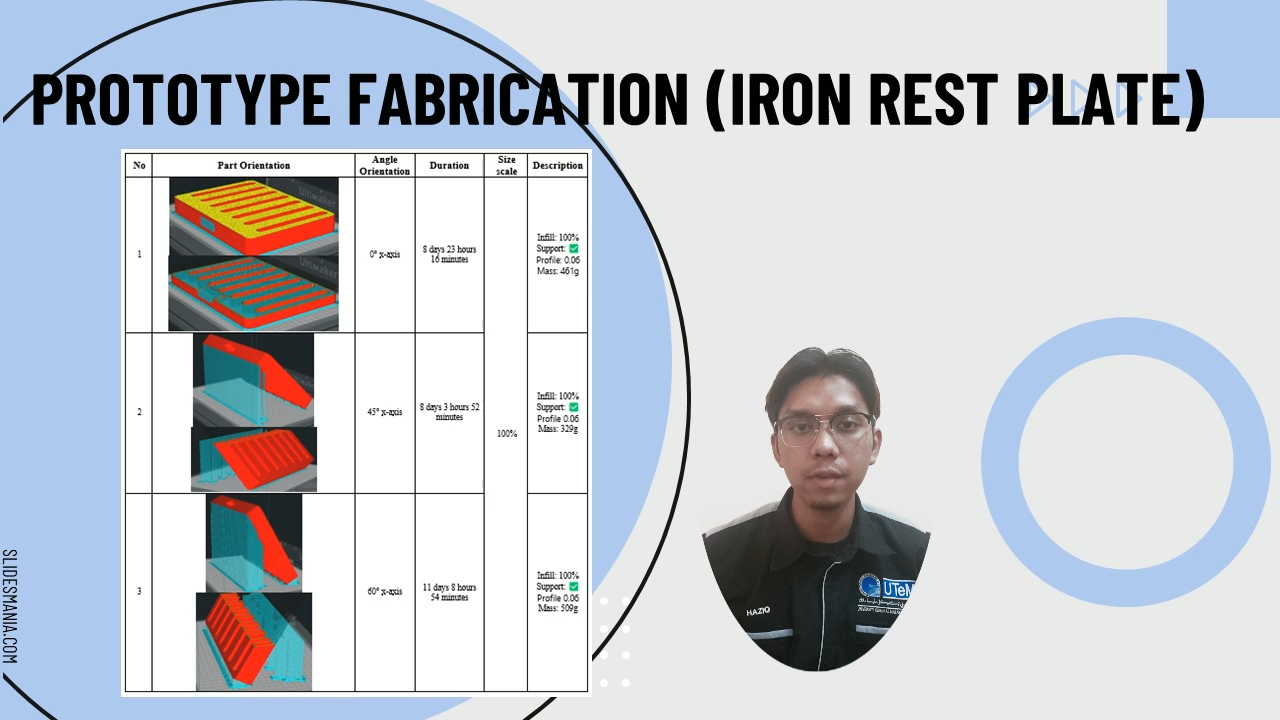 PROTOTYPE FABRICATION (IRON REST PLATE)
No Part Orientation Angle Orientation Duration Size scale Description
Ultimaker
1 0° x-axis 8 days 23 hours 16 minutes
Infill: 100%
Support: ✅
Profile: 0.06
Mass: 461g
2 45° x-axis 8 days 3 hours 52 minutes 100%
Infill: 100%
Support: ✅
Profile 0.06
Mass: 329g
3 60° x-axis 11 days 8 hours 54 minutes
Infill: 100%
Support: ✅
Profile 0.06
Mass: 509g
HAZIQ
UTeM
SLIDESMANIA.COM